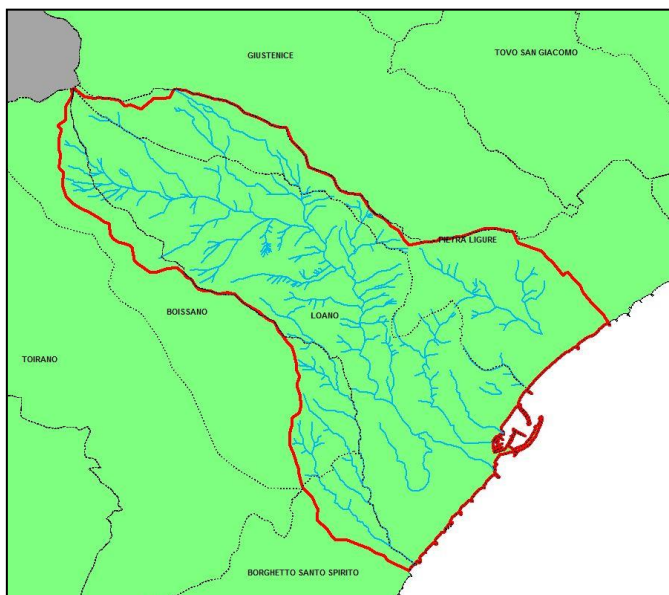 GIUSTENICE
TOVO SAN GIACOMO
PIETRA LIGURE
BOISSANO
LOANO
TOIRANO
BORGHETTO SANTO SPIRITO